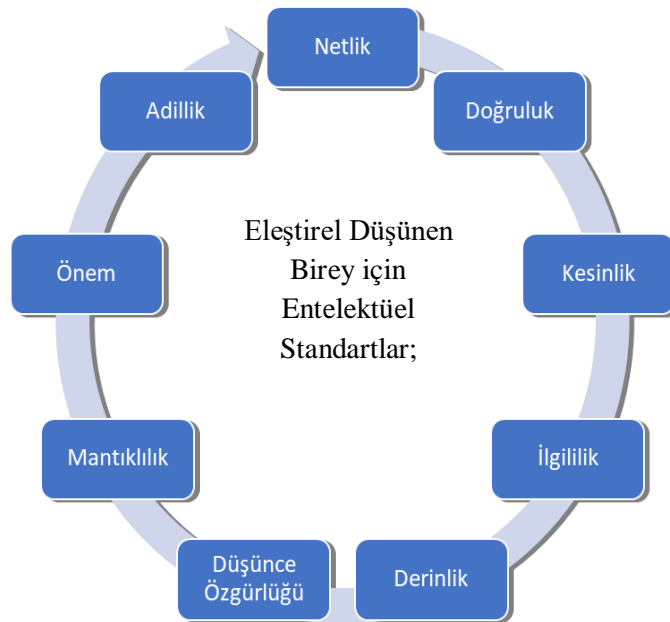 Netlik
Doğruluk
Kesinlik
İlgililik
Derinlik
Düşünce
Özgürlüğü
Mantıklılık
Önem
Adillik
Eleştirel Düşünen
Birey için
Entelektüel
Standartlar;